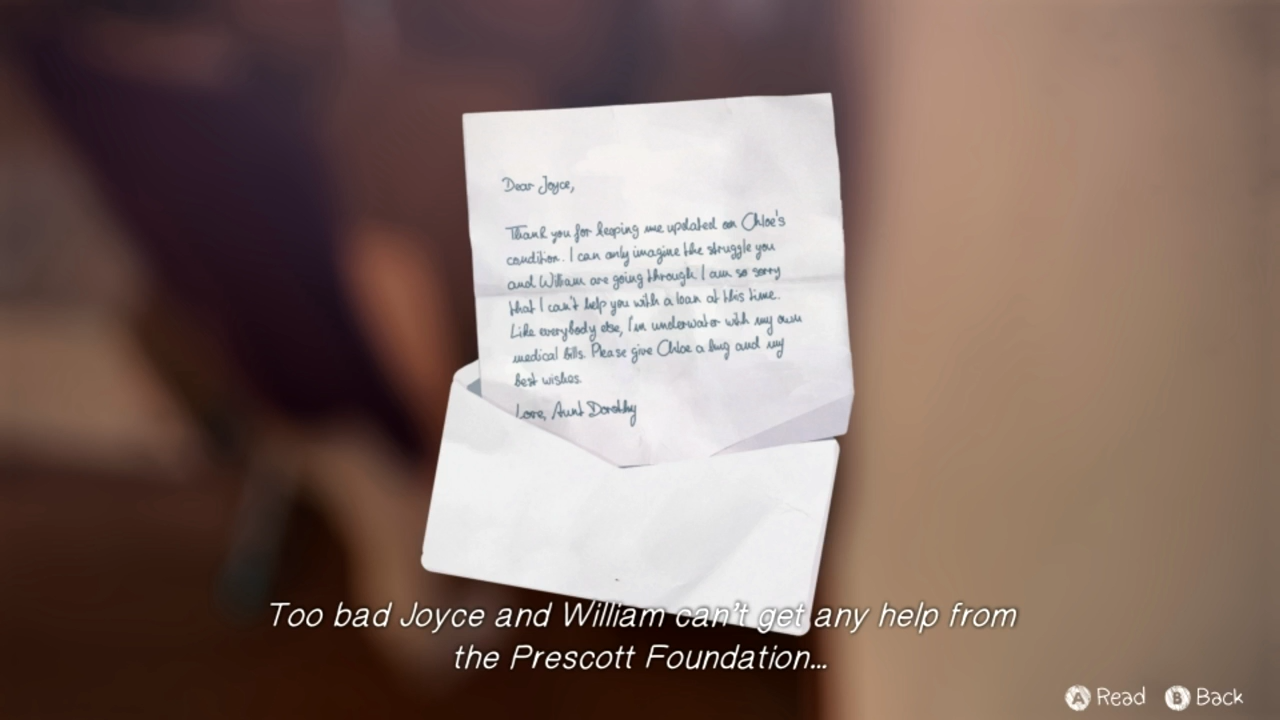 Dear Joyce,
Thank you for keeping me updated on Chloe's
condition. I can only imagine the struggle you
and William are going through. I am so sorry
that I can't help you with a loan at this time.
Like everybody else, I'm underwater with my own
medical bills. Please give Chloe a hug and my
best wishes.
Love, Aunt Dorothy
Too bad Joyce and William can't get any help from
the Prescott Foundation...
A Read B Back